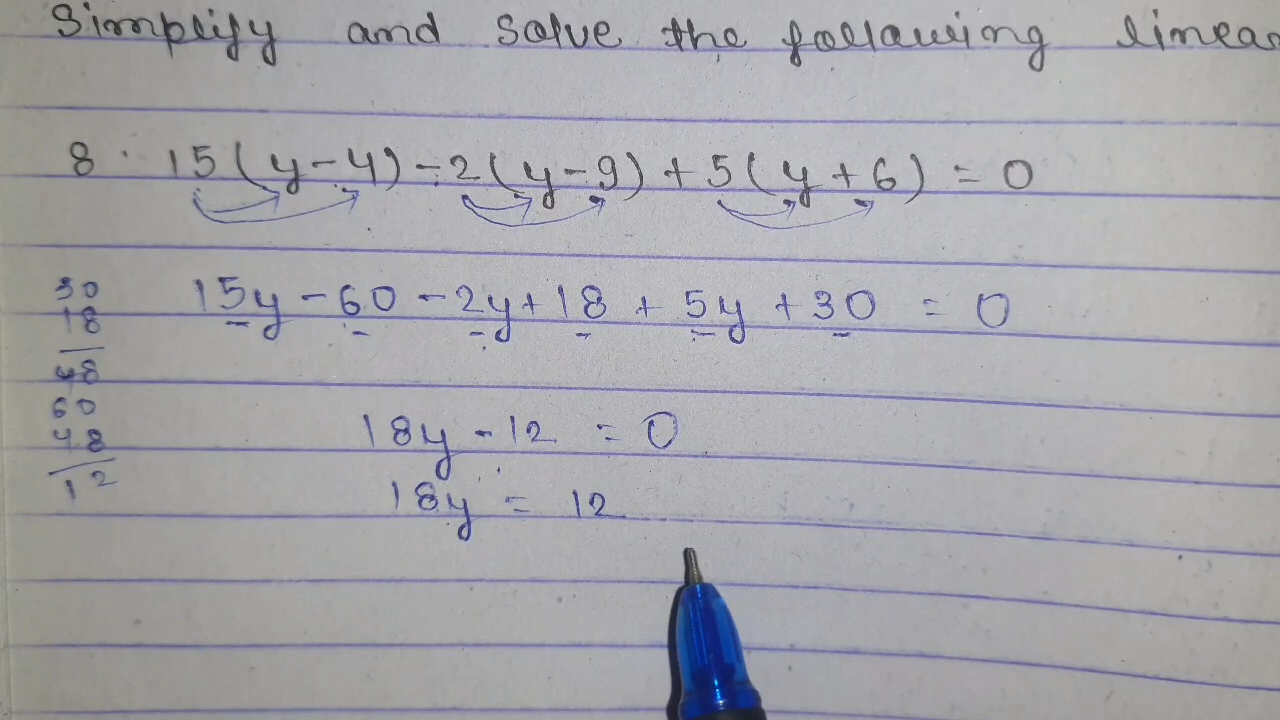 Simplify and solve the following linear
8. 15(y-4)-2(y-9)+5(y+6)=0
15y-60-2y+18+5y+30=0
30
18
48
60
48
12
18y-12=0
18y=12